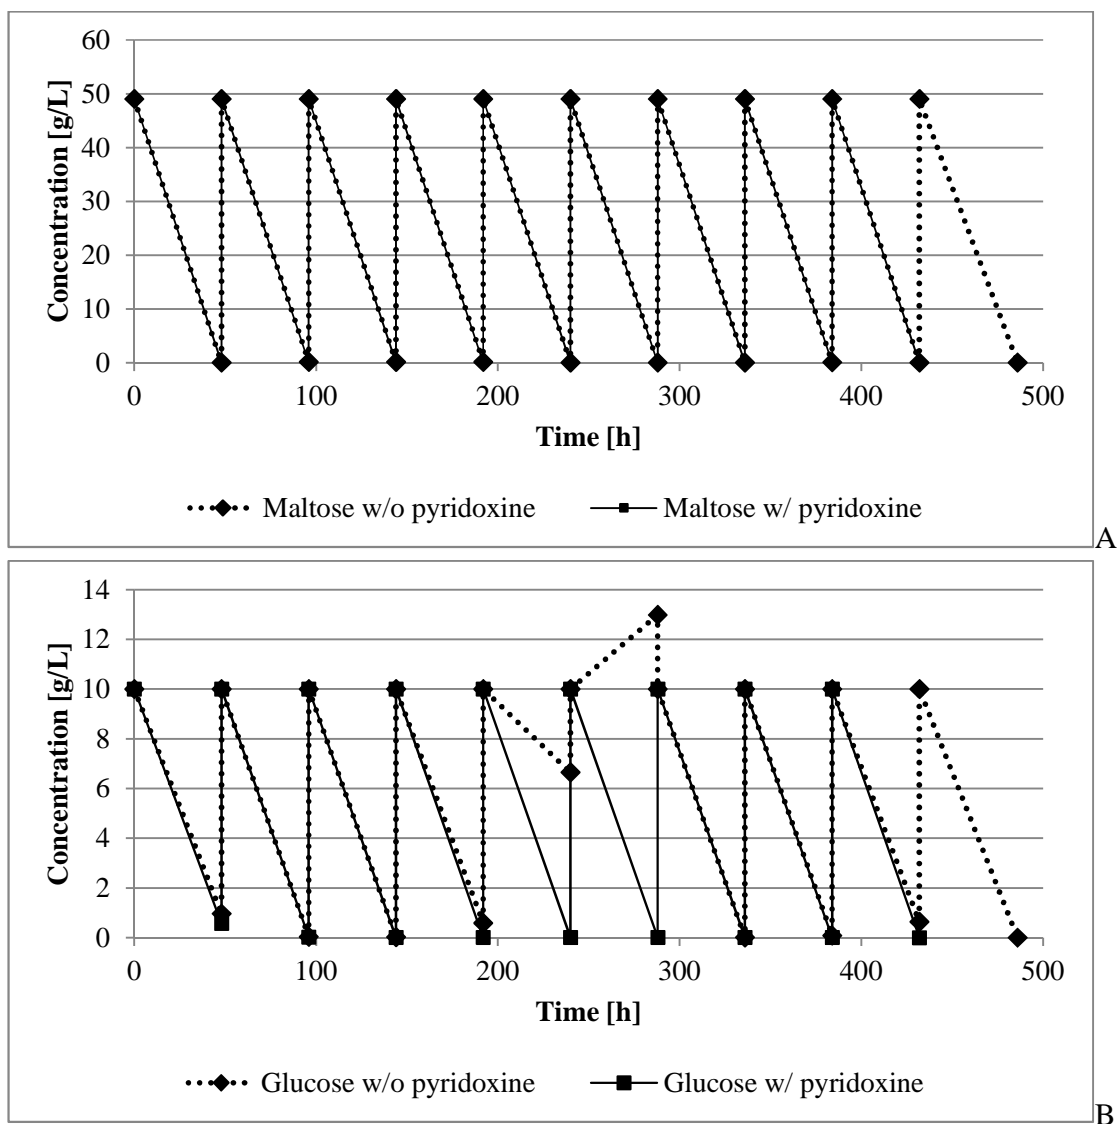 60
50
40
30
20
10
0
Concentration [g/L]
0 100 200 300 400 500
Time [h]
Maltose w/o pyridoxine Maltose w/ pyridoxine
A
14
12
10
8
6
4
2
0
Concentration [g/L]
0 100 200 300 400 500
Time [h]
Glucose w/o pyridoxine Glucose w/ pyridoxine
B